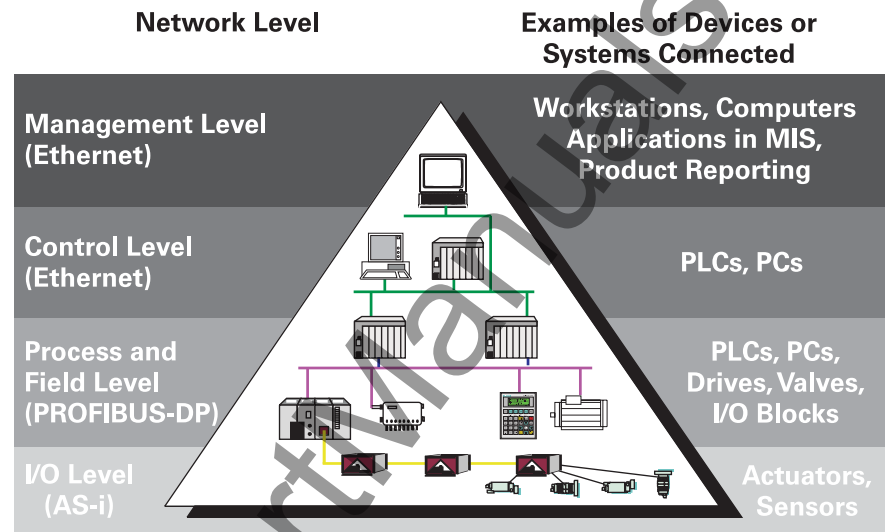 Network Level
Examples of Devices or
Systems Connected
Management Level
(Ethernet)
Workstations, Computers
Applications in MIS,
Product Reporting
Control Level
(Ethernet)
PLCs, PCs
Process and
Field Level
(PROFIBUS-DP)
PLCs, PCs,
Drives, Valves,
I/O Blocks
I/O Level
(AS-i)
Actuators,
Sensors